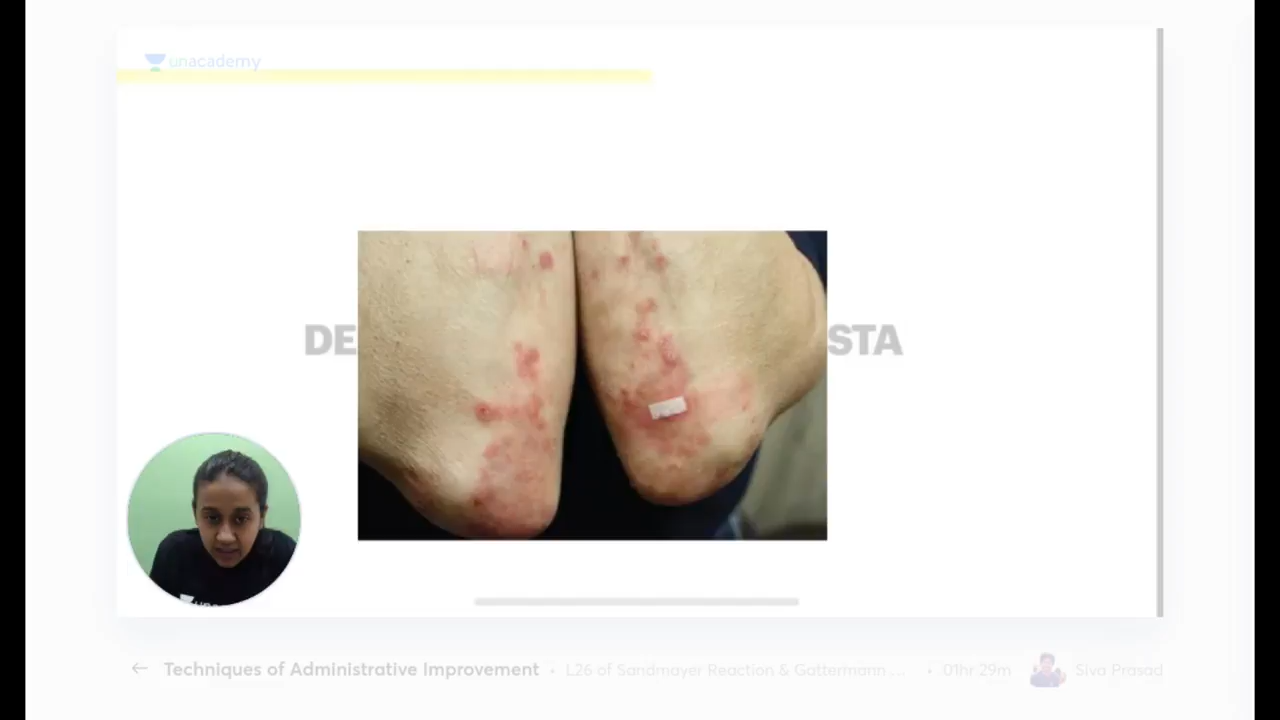 unacademy
DE STA
← Techniques of Administrative Improvement • L26 of Sandmayer Reaction & Gattermann.... • 01hr 29m Siva Prasad